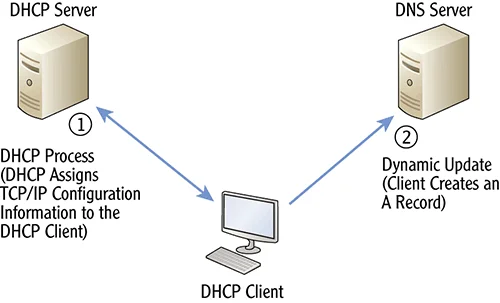 DHCP Server
DNS Server
1
DHCP Process
(DHCP Assigns
TCP/IP Configuration
Information to the
DHCP Client)
2
Dynamic Update
(Client Creates an
A Record)
DHCP Client